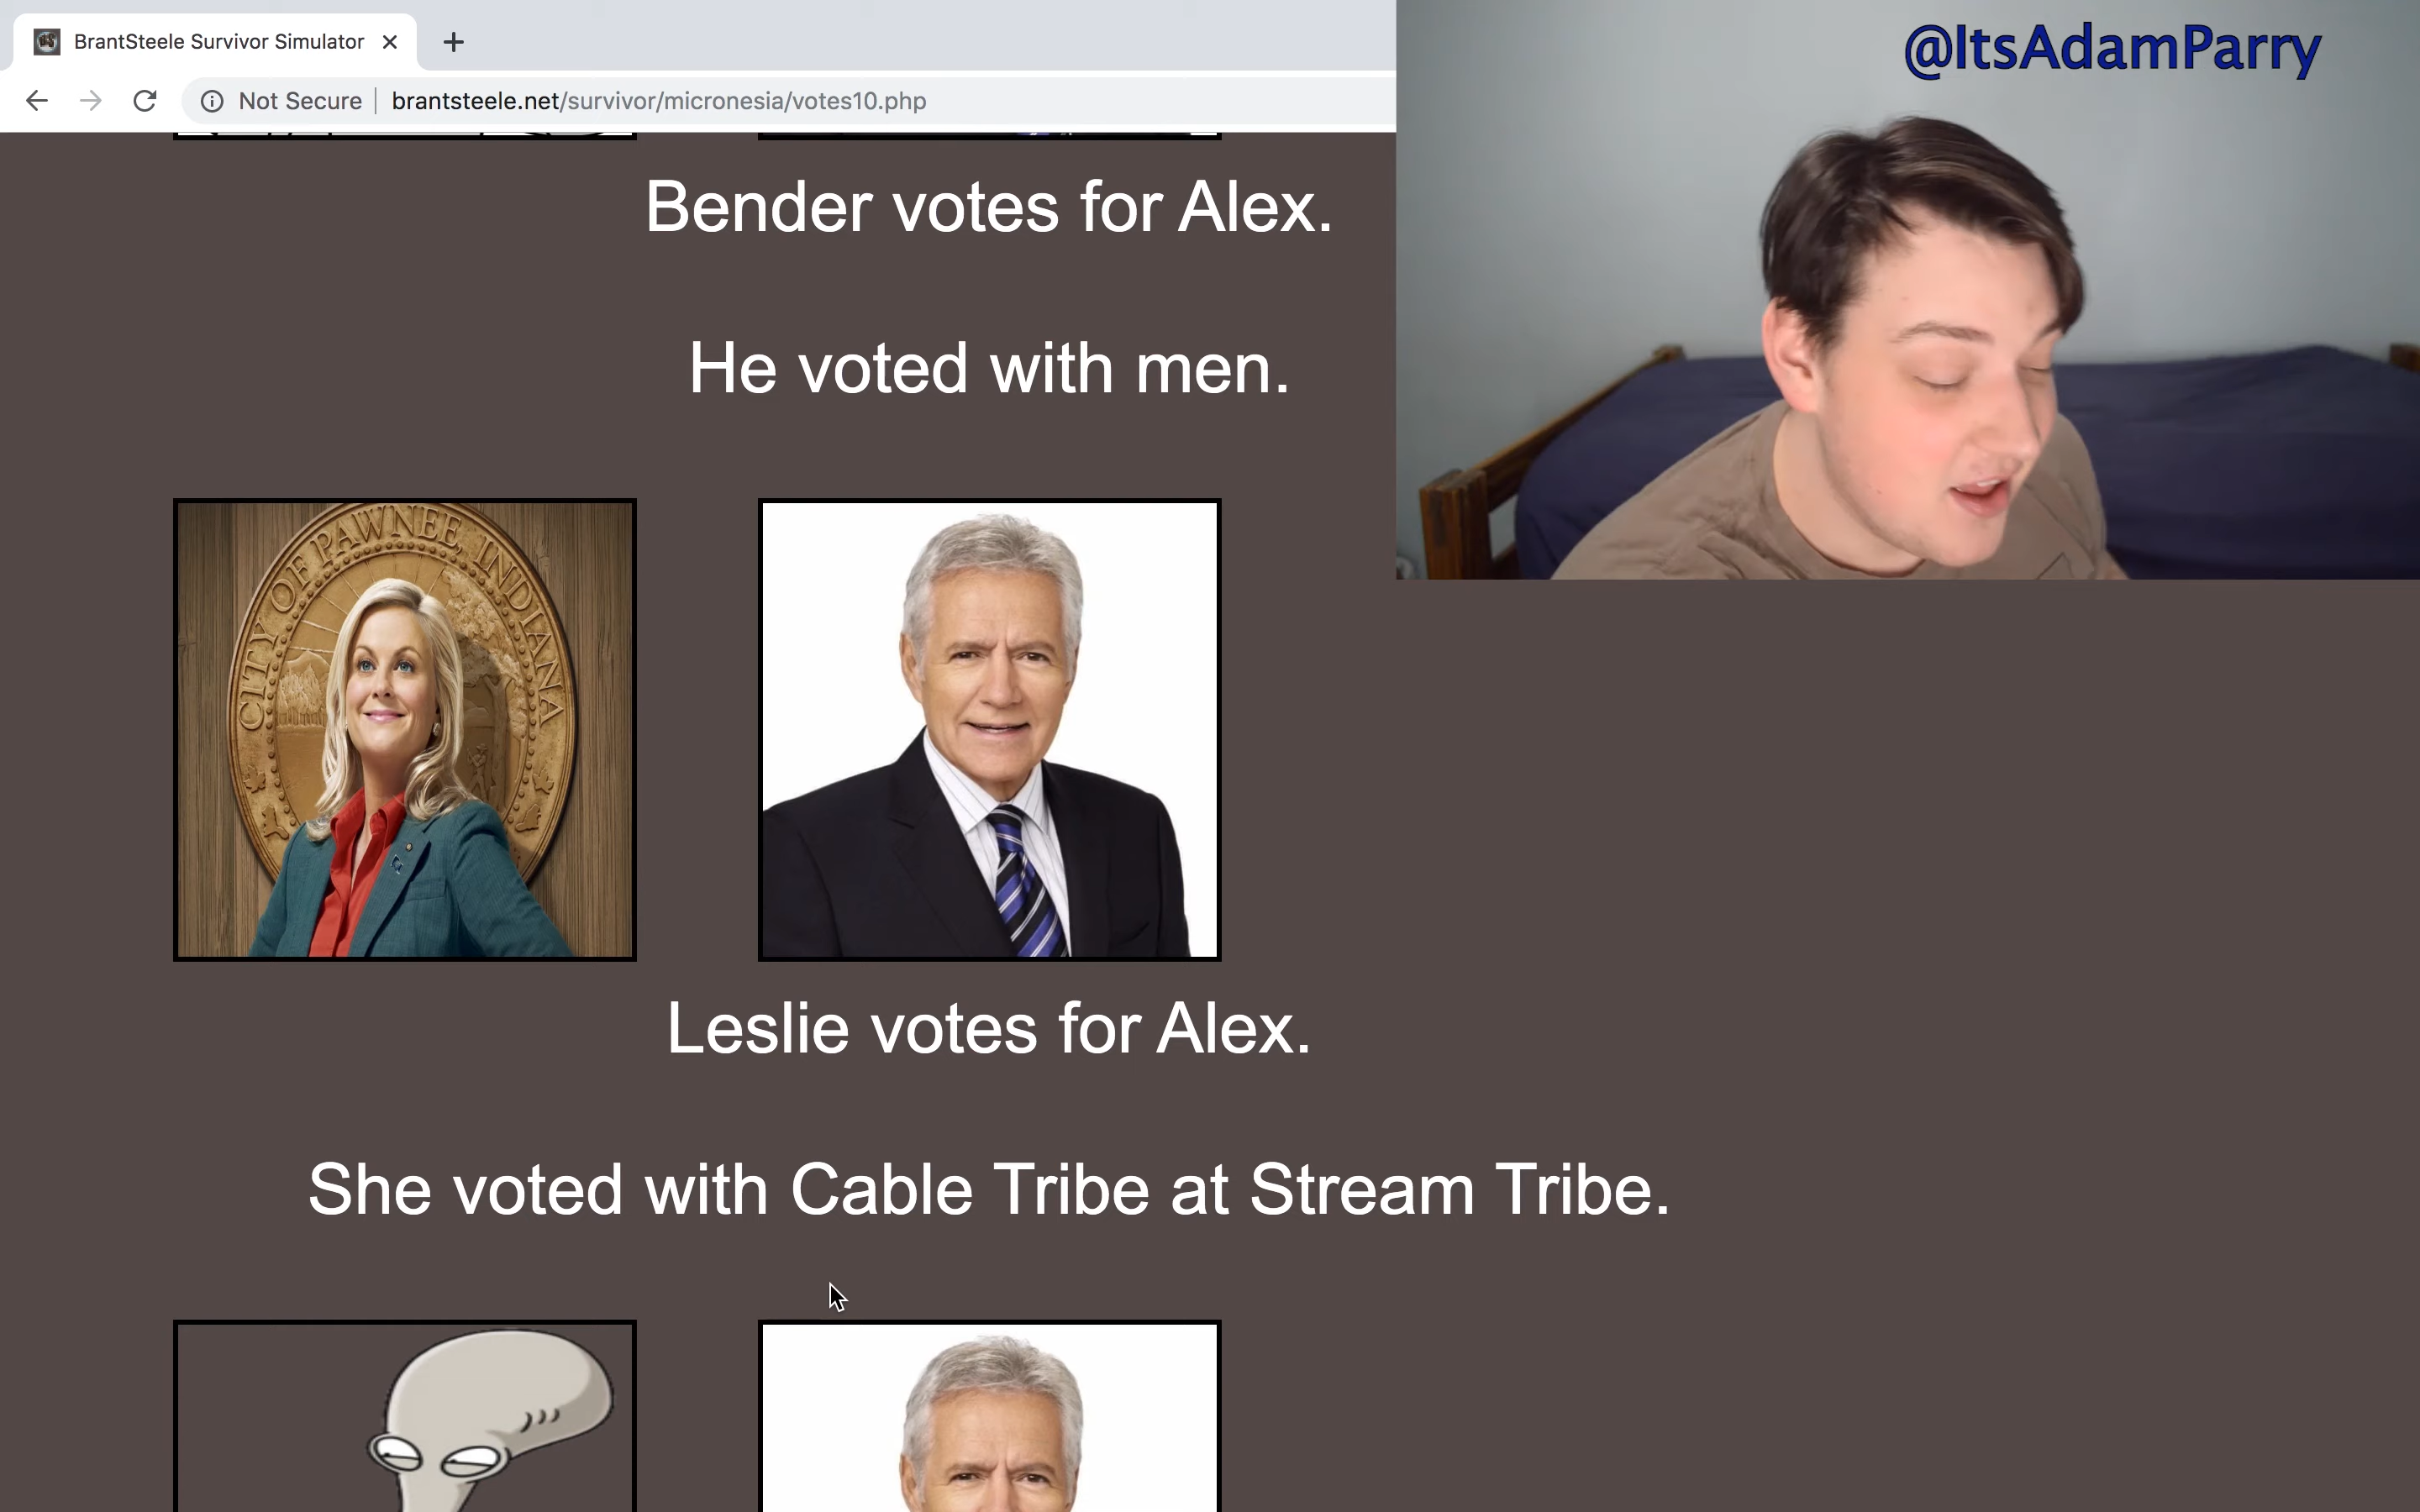 BrantSteele Survivor Simulator
Not Secure
brantsteele.net/survivor/micronesia/votes10.php
@ItsAdamParry
Bender votes for Alex.
He voted with men.
CITY OF PAWNEE, INDIANA
Leslie votes for Alex.
She voted with Cable Tribe at Stream Tribe.